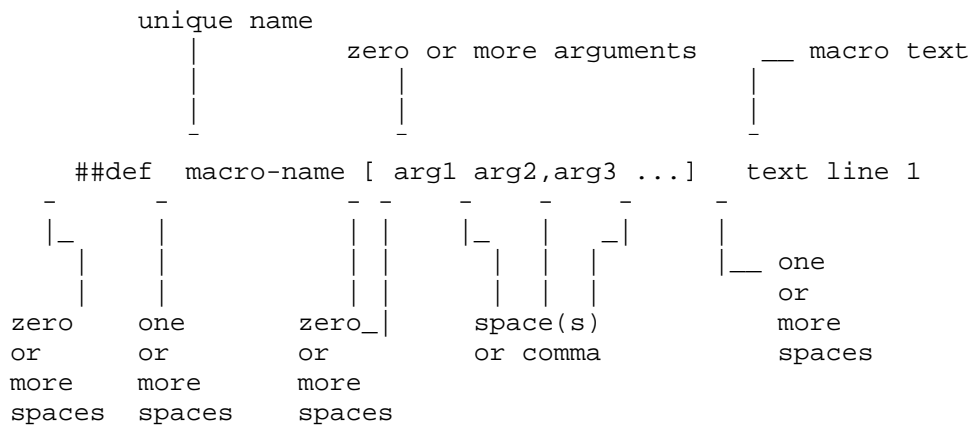 unique name
zero or more arguments __ macro text
##def macro-name [ arg1 arg2,arg3 ...] text line 1
one
or
zero one zero_ space(s) more
or or or or comma spaces
more more more
spaces spaces spaces